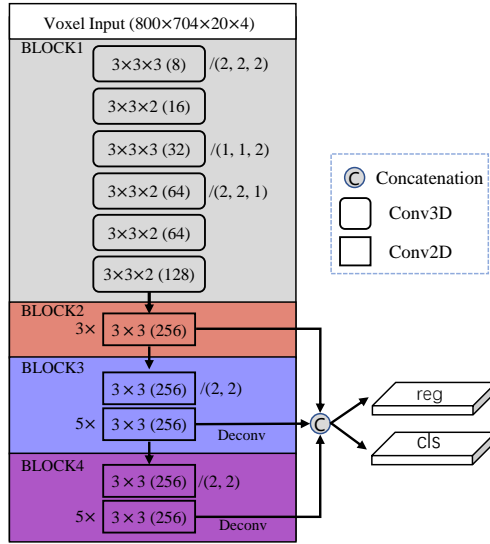 Voxel Input (800×704×20×4)
BLOCK1
3×3×3 (8) /(2, 2, 2)
3×3×2 (16)
3×3×3 (32) /(1, 1, 2)
3×3×2 (64) /(2, 2, 1)
3×3×2 (64)
3×3×2 (128)
BLOCK2
3× 3×3 (256)
BLOCK3
3×3 (256) /(2, 2)
5× 3×3 (256)
Deconv
BLOCK4
3×3 (256) /(2, 2)
5× 3×3 (256)
Deconv
C
C Concatenation
Conv3D
Conv2D
reg
cls